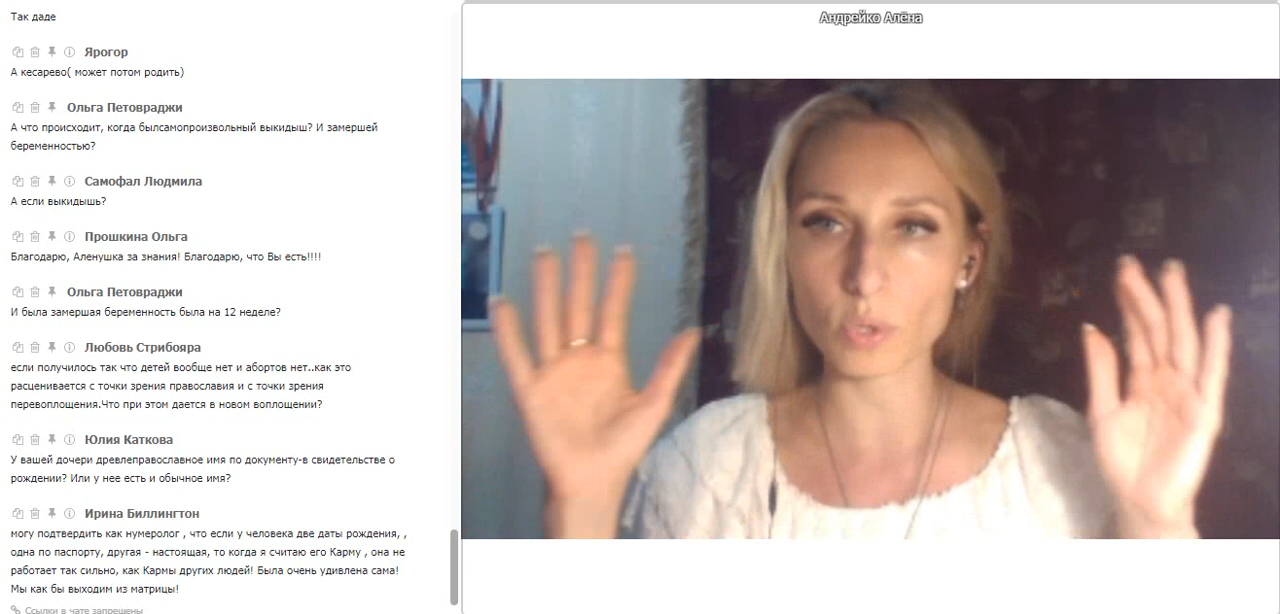 Так даде
Ярогор
А кесарево( может потом родить)
Ольга Петовраджи
А что происходит, когда былсамопроизвольный выкидыш? И замершей
беременностью?
Самофал Людмила
А если выкидышь?
Прошкина Ольга
Благодарю, Аленушка за знания! Благодарю, что Вы есть!!!!
Ольга Петовраджи
И была замершая беременность была на 12 неделе?
Любовь Стрибояра
если получилось так что детей вообще нет и абортов нет..как это
расценивается с точки зрения православия и с точки зрения
перевоплощения.Что при этом дается в новом воплощении?
Юлия Каткова
У вашей дочери древлеправославное имя по документу-в свидетельстве о
рождении? Или у нее есть и обычное имя?
Ирина Биллингтон
могу подтвердить как нумеролог , что если у человека две даты рождения, ,
одна по паспорту, другая - настоящая, то когда я считаю его Карму , она не
работает так сильно, как Кармы других людей! Была очень удивлена сама!
Мы как бы выходим из матрицы!
Ссылки в чате запрещены
Андрейко Алёна